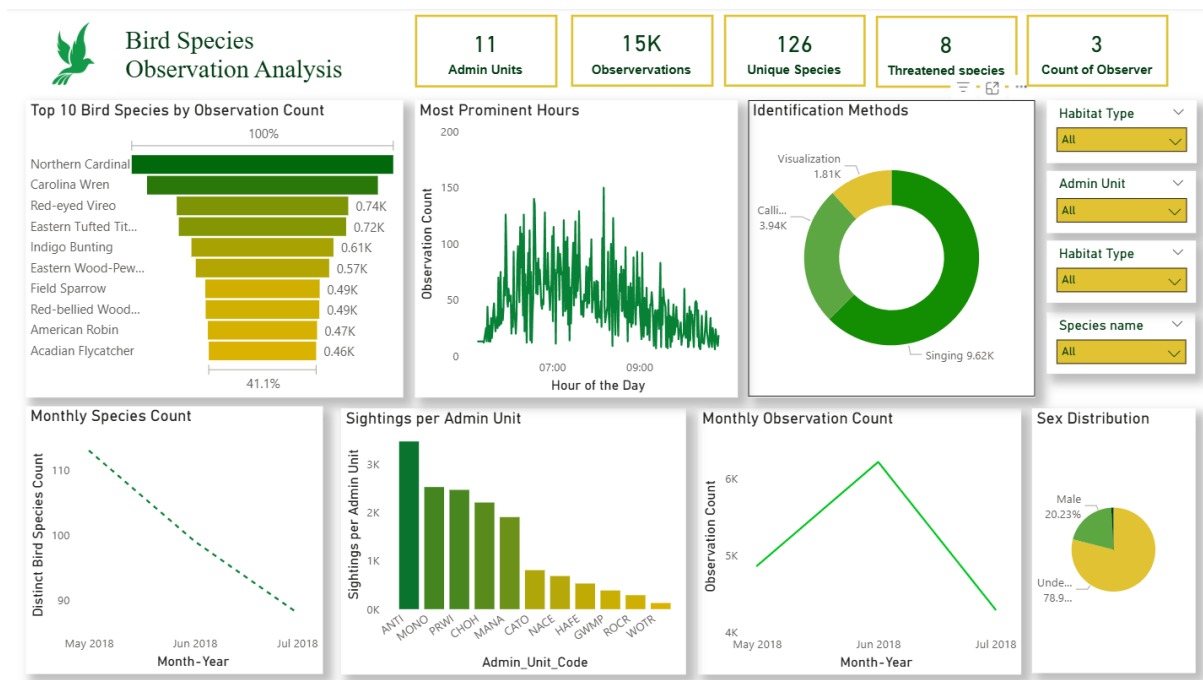 Bird Species
Observation Analysis
11
Admin Units
15K
Observervations
126
Unique Species
8
Threatened species
3
Count of Observer
Top 10 Bird Species by Observation Count
100%
Northern Cardinal
Carolina Wren
Red-eyed Vireo
0.74K
Eastern Tufted Tit...
0.72K
Indigo Bunting
0.61K
Eastern Wood-Pew...
0.57K
Field Sparrow
0.49K
Red-bellied Wood...
0.49K
American Robin
0.47K
Acadian Flycatcher
0.46K
41.1%
Most Prominent Hours
Observation Count
200
150
100
50
0
07:00
09:00
Hour of the Day
Identification Methods
Visualization
1.81K
Calli...
3.94K
Singing 9.62K
Habitat Type
All
Admin Unit
All
Habitat Type
All
Species name
All
Monthly Species Count
Distinct Bird Species Count
110
100
90
May 2018
Jun 2018
Jul 2018
Month-Year
Sightings per Admin Unit
Sightings per Admin Unit
3K
2K
1K
0K
ANTI
MONO
PRWI
CHOH
MANA
CATO
NACE
HAFE
GWMP
ROCR
WOTR
Admin_Unit_Code
Monthly Observation Count
Observation Count
6K
5K
4K
May 2018
Jun 2018
Jul 2018
Month-Year
Sex Distribution
Male
20.23%
Unde...
78.9...